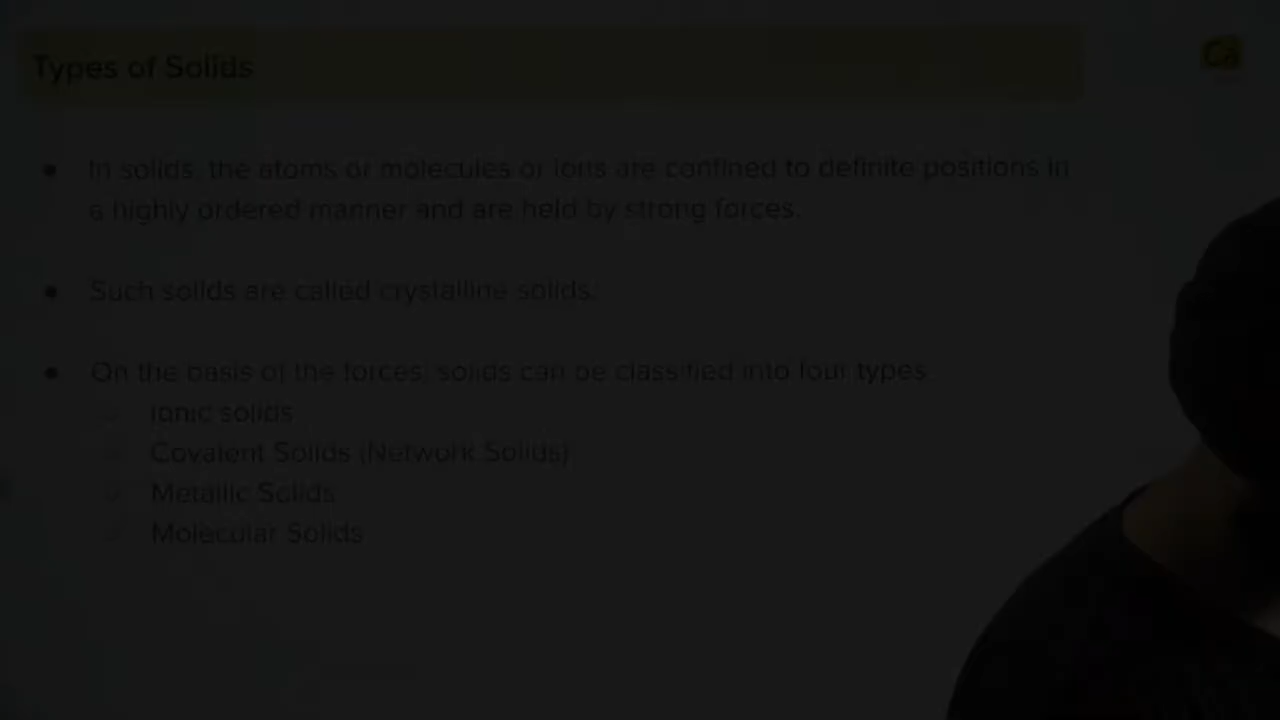 Types of Solids
Ca
In solids, the atoms or molecules or ions are confined to definite positions in
a highly ordered manner and are held by strong forces.
Such solids are called crystalline solids.
On the basis of the forces, solids can be classified into four types
Ionic solids
Covalent Solids (Network Solids)
Metallic Solids
Molecular Solids